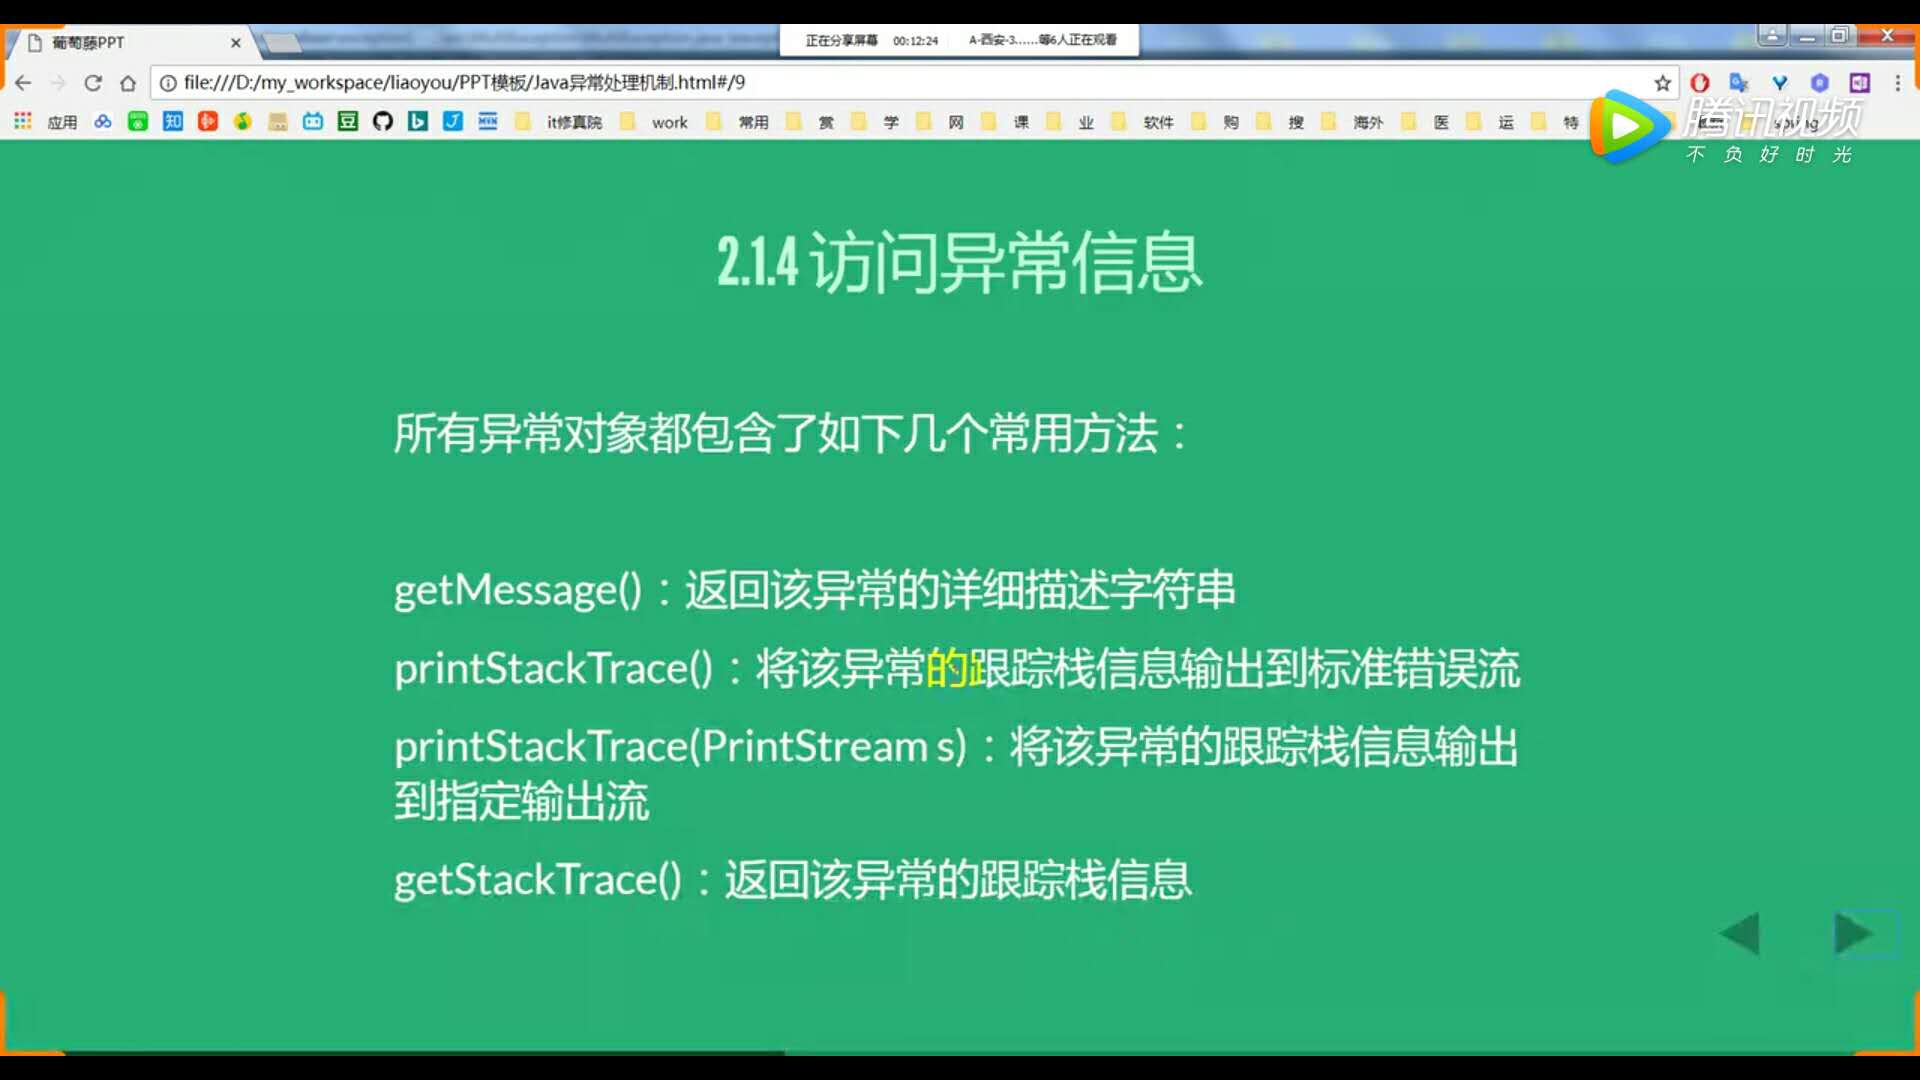 葡萄藤PPT
正在分享屏幕 00:12:24 A-西安-3……等6人正在观看
file:///D:/my_workspace/liaoyou/PPT模板/Java异常处理机制.html#/9
应用 知 豆 it修真院 work 常用 赏 学 网 课 业 软件 购 搜 海外 医 运 特
腾讯视频
不负好时光
2.1.4 访问异常信息
所有异常对象都包含了如下几个常用方法：
getMessage()：返回该异常的详细描述字符串
printStackTrace()：将该异常的跟踪栈信息输出到标准错误流
printStackTrace(PrintStream s)：将该异常的跟踪栈信息输出
到指定输出流
getStackTrace()：返回该异常的跟踪栈信息